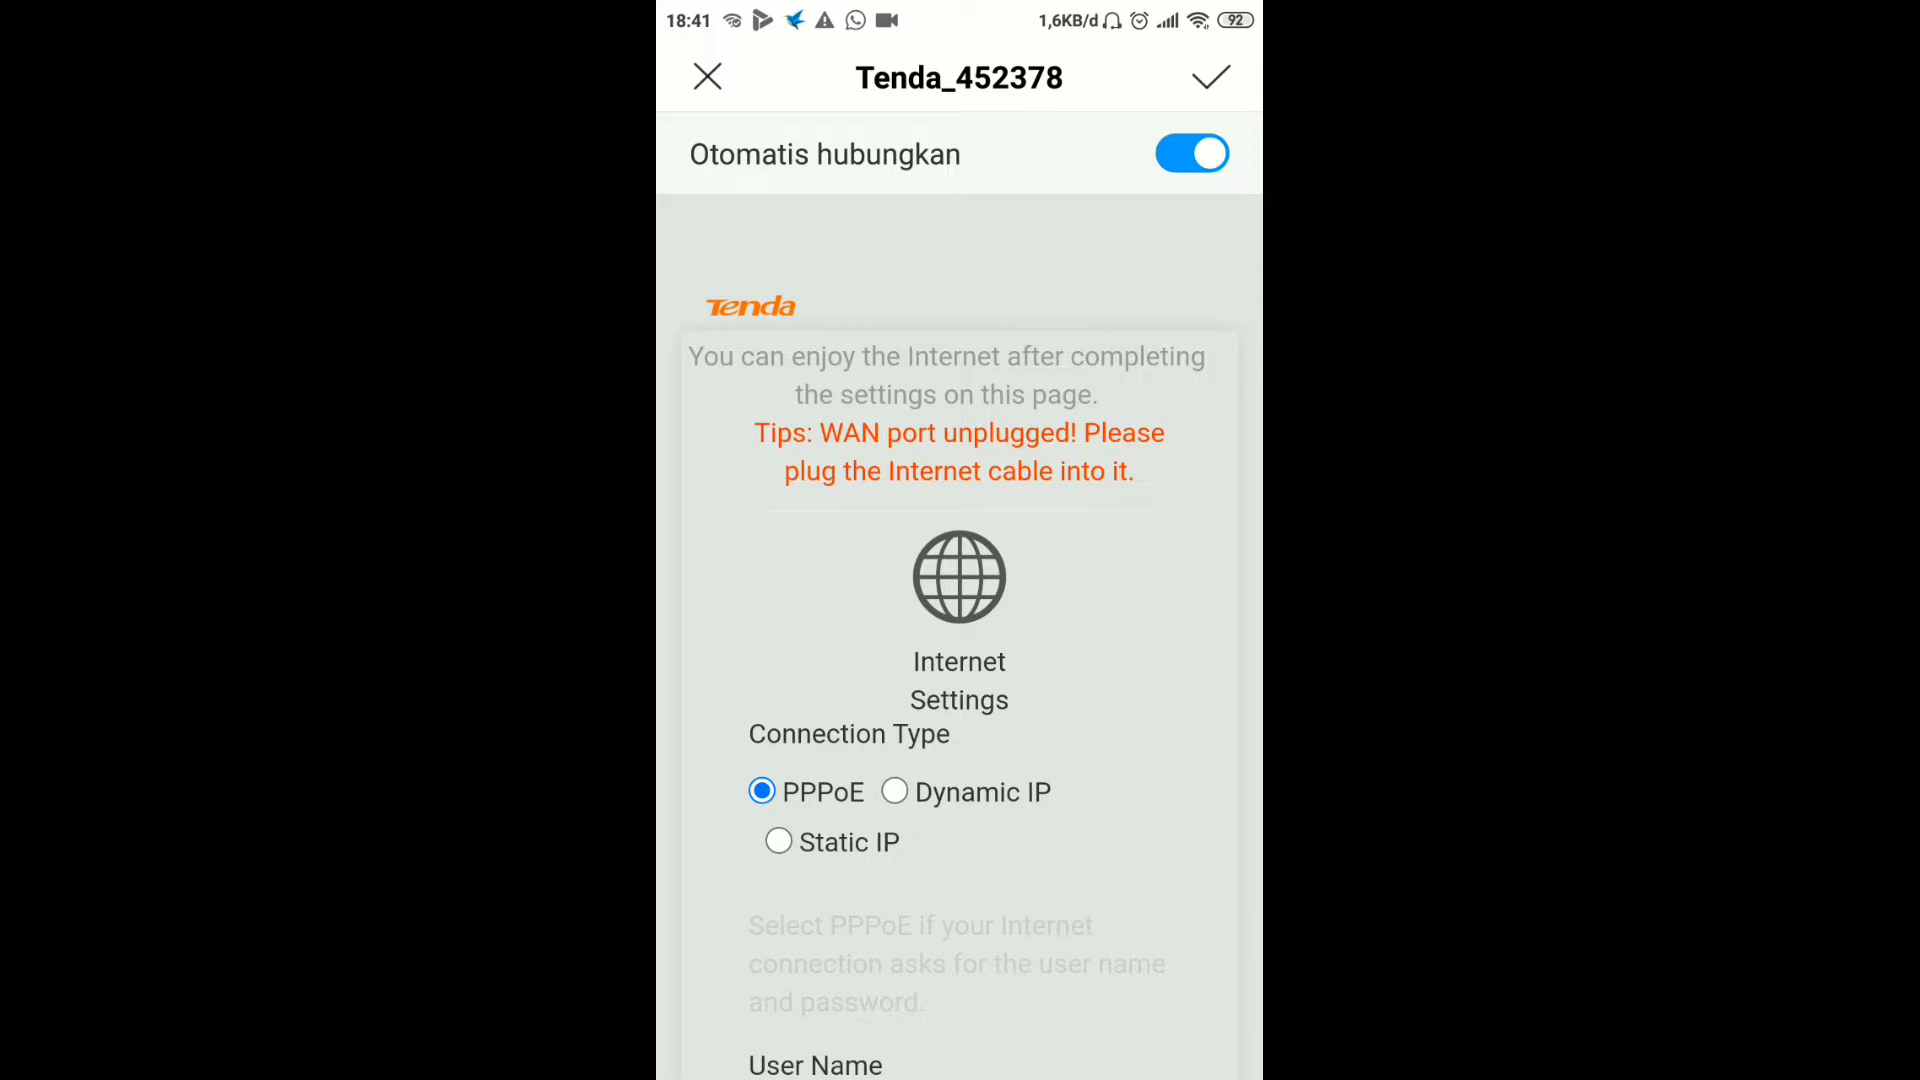 18:41 1,6KB/d 92
Tenda_452378
Otomatis hubungkan
Tenda
You can enjoy the Internet after completing
the settings on this page.
Tips: WAN port unplugged! Please
plug the Internet cable into it.
Internet
Settings
Connection Type
PPPoE Dynamic IP
Static IP
Select PPPoE if your Internet
connection asks for the user name
and password.
User Name